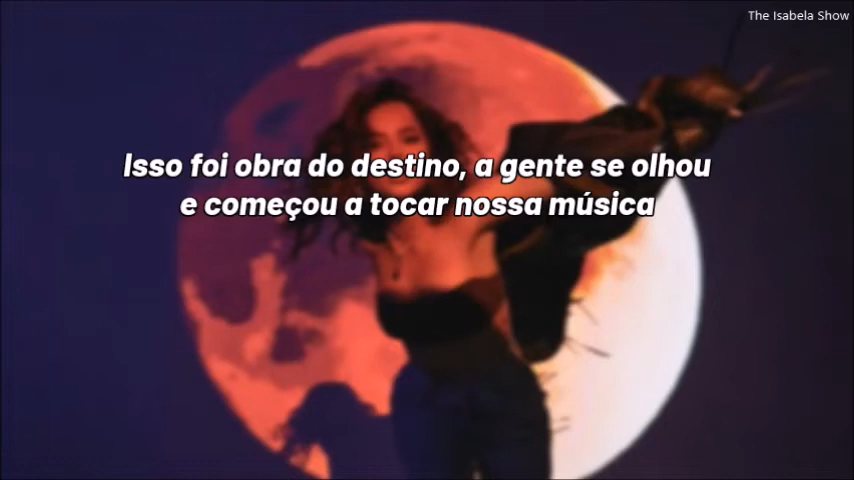 The Isabela Show
Isso foi obra do destino, a gente se olhou
e começou a tocar nossa música